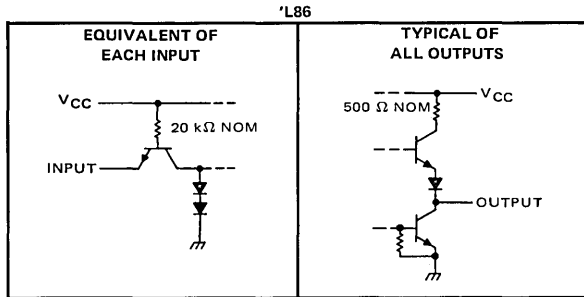 'L86
EQUIVALENT OF
EACH INPUT
VCC
20 kΩ NOM
INPUT
TYPICAL OF
ALL OUTPUTS
VCC
500 Ω NOM
OUTPUT